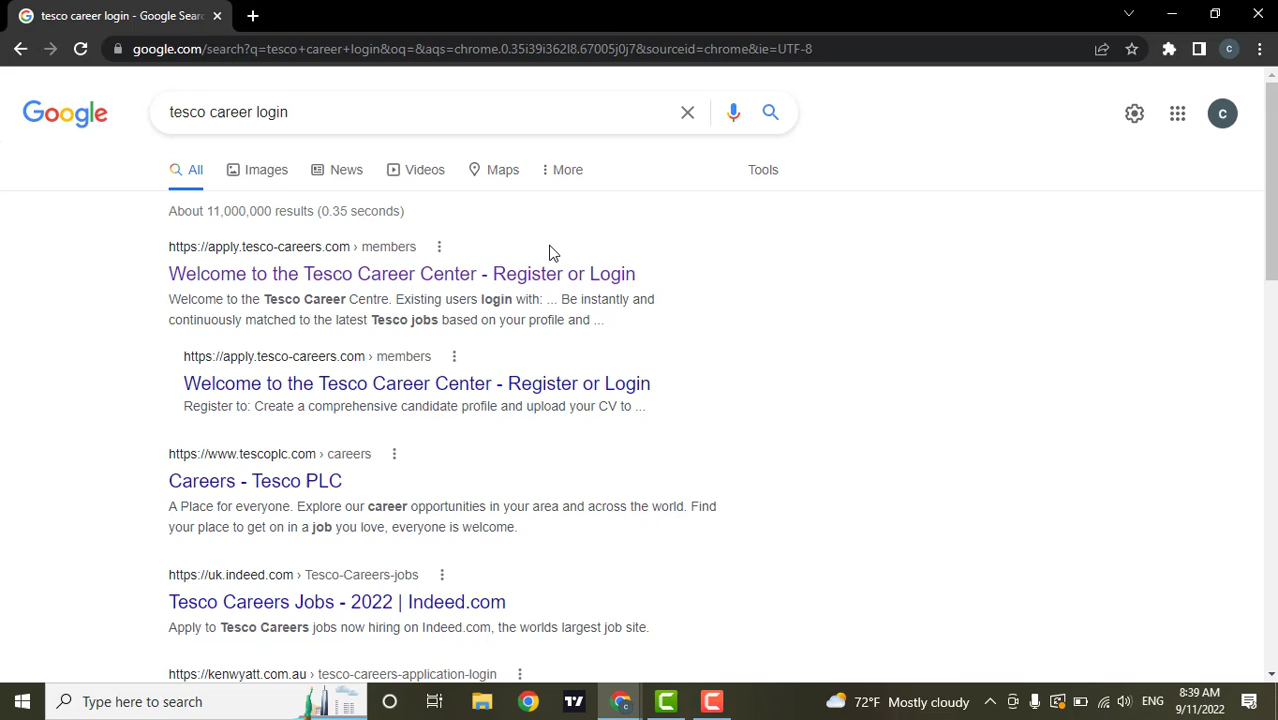 tesco career login - Google Sear
google.com/search?q=tesco+career+login&oq=&aqs=chrome.0.35i39i362l8.67005j0j7&sourceid=chrome&ie=UTF-8
C
Google
tesco career login
C
All Images News Videos Maps More Tools
About 11,000,000 results (0.35 seconds)
https://apply.tesco-careers.com › members
Welcome to the Tesco Career Center - Register or Login
Welcome to the Tesco Career Centre. Existing users login with: ... Be instantly and
continuously matched to the latest Tesco jobs based on your profile and ...
https://apply.tesco-careers.com › members
Welcome to the Tesco Career Center - Register or Login
Register to: Create a comprehensive candidate profile and upload your CV to ...
https://www.tescoplc.com › careers
Careers - Tesco PLC
A Place for everyone. Explore our career opportunities in your area and across the world. Find
your place to get on in a job you love, everyone is welcome.
https://uk.indeed.com › Tesco-Careers-jobs
Tesco Careers Jobs - 2022 | Indeed.com
Apply to Tesco Careers jobs now hiring on Indeed.com, the worlds largest job site.
https://kenwyatt.com.au › tesco-careers-application-login
Type here to search
72°F Mostly cloudy
ENG
8:39 AM
9/11/2022